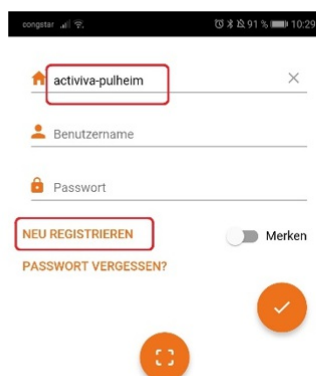 congstar 91 % 10:29
activiva-pulheim
Benutzername
Passwort
NEU REGISTRIEREN Merken
PASSWORT VERGESSEN?